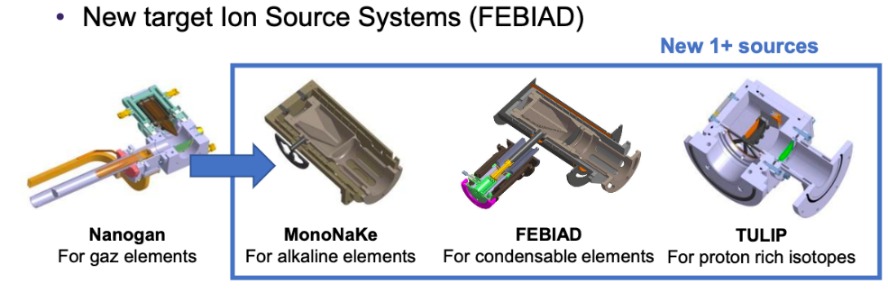 • New target Ion Source Systems (FEBIAD)
New 1+ sources
Nanogan
For gaz elements
MonoNaKe
For alkaline elements
FEBIAD
For condensable elements
TULIP
For proton rich isotopes